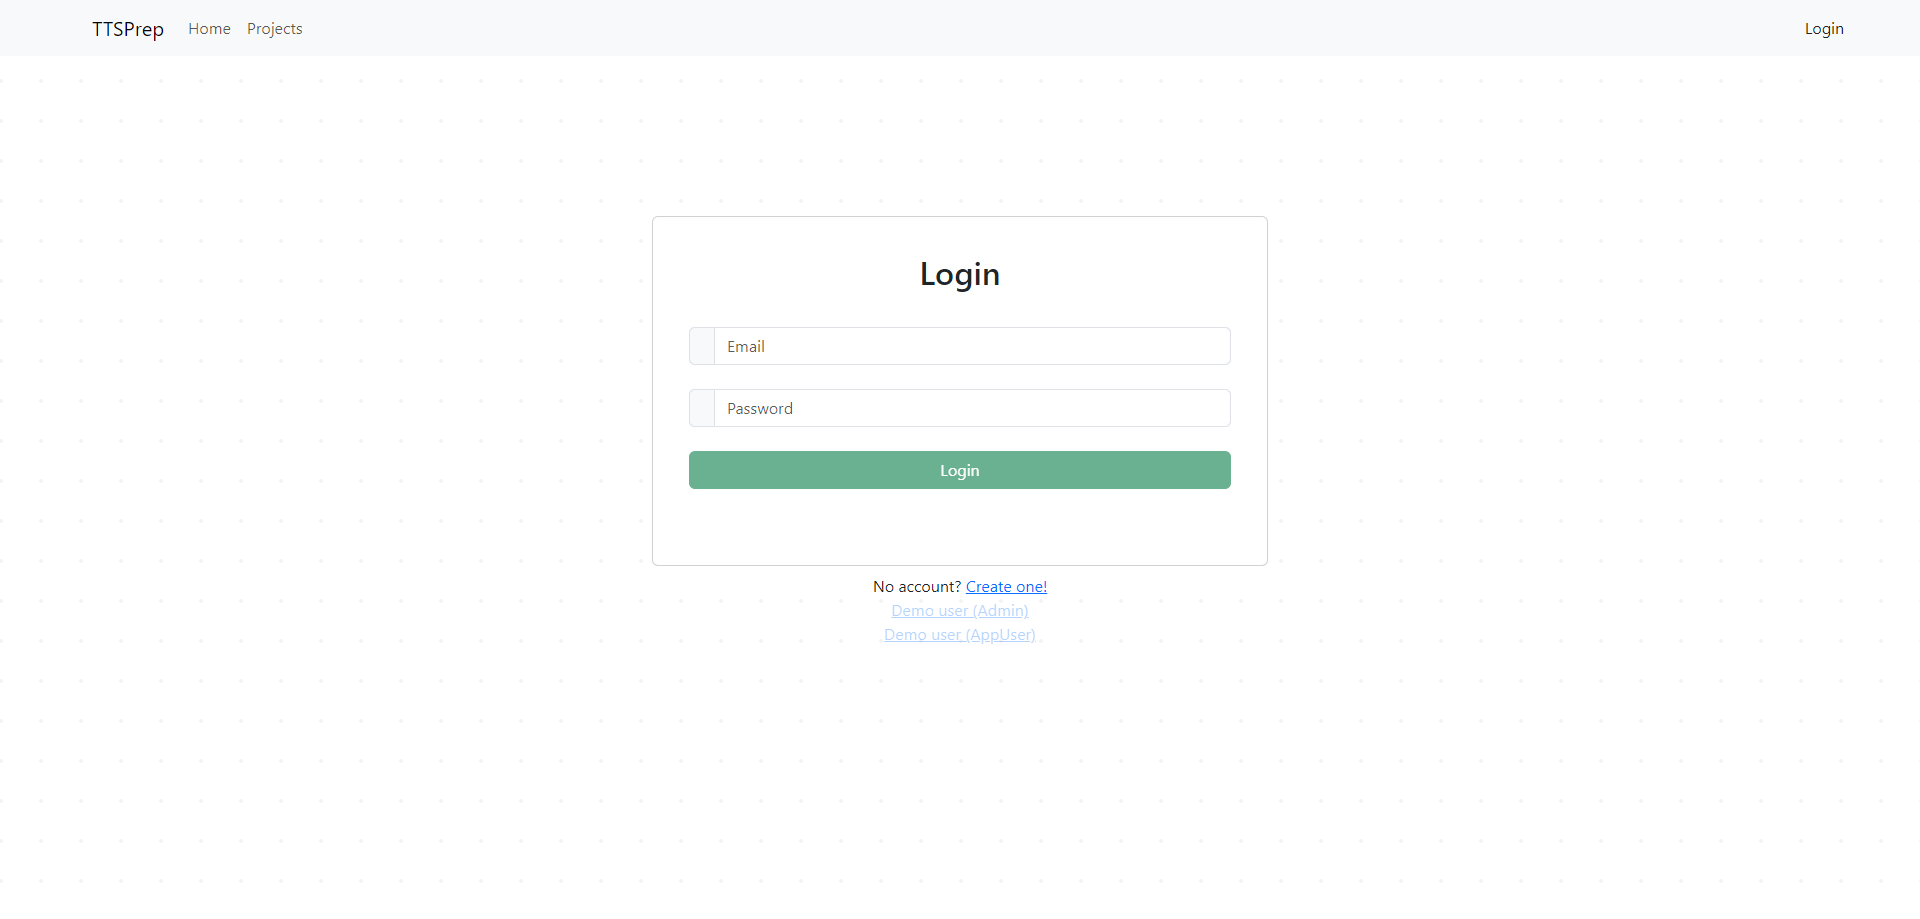 TTSPrep Home Projects Login
Login
Email
Password
Login
No account? Create one!
Demo user (Admin)
Demo user (AppUser)